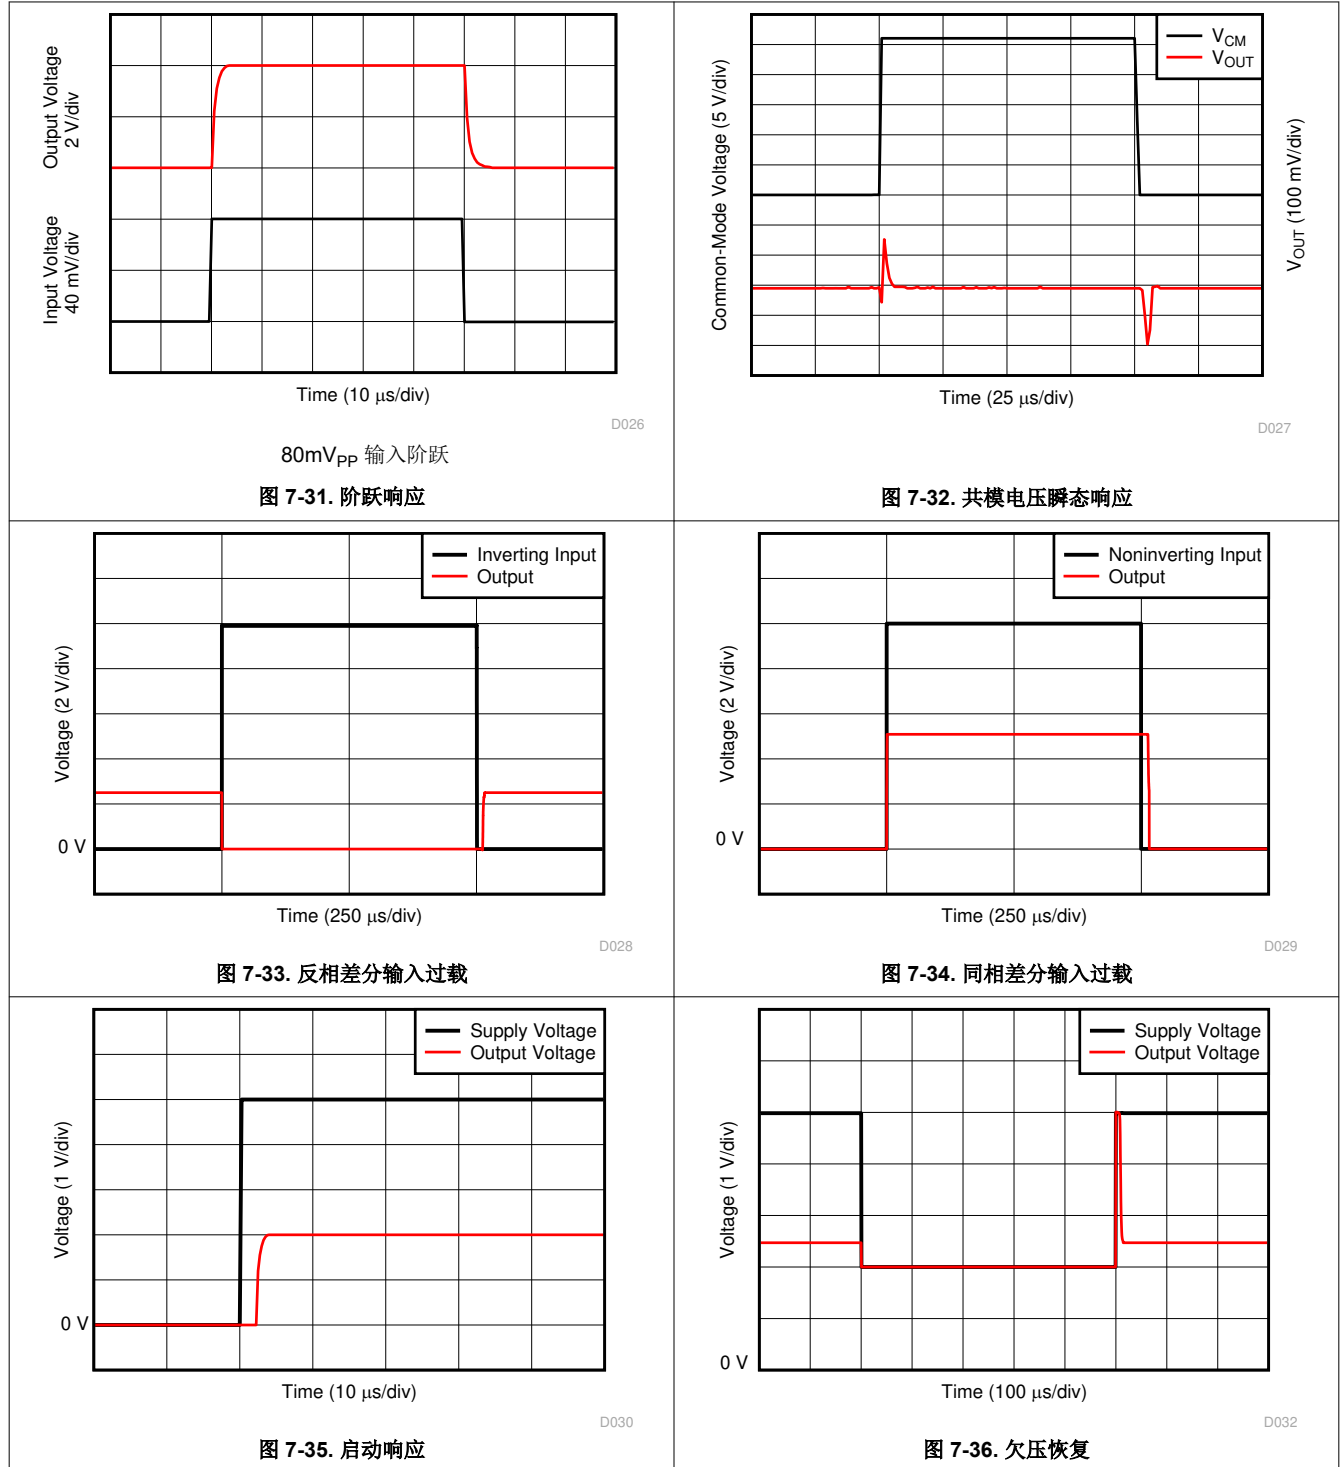 Output Voltage
2 V/div
Input Voltage
40 mV/div
Time (10 μs/div)
D026
80mVPP 输入阶跃
图 7-31. 阶跃响应
VCM
VOUT
Common-Mode Voltage (5 V/div)
VOUT (100 mV/div)
Time (25 μs/div)
D027
图 7-32. 共模电压瞬态响应
Inverting Input
Output
Voltage (2 V/div)
0 V
Time (250 μs/div)
D028
图 7-33. 反相差分输入过载
Noninverting Input
Output
Voltage (2 V/div)
0 V
Time (250 μs/div)
D029
图 7-34. 同相差分输入过载
Supply Voltage
Output Voltage
Voltage (1 V/div)
0 V
Time (10 μs/div)
D030
图 7-35. 启动响应
Supply Voltage
Output Voltage
Voltage (1 V/div)
0 V
Time (100 μs/div)
D032
图 7-36. 欠压恢复